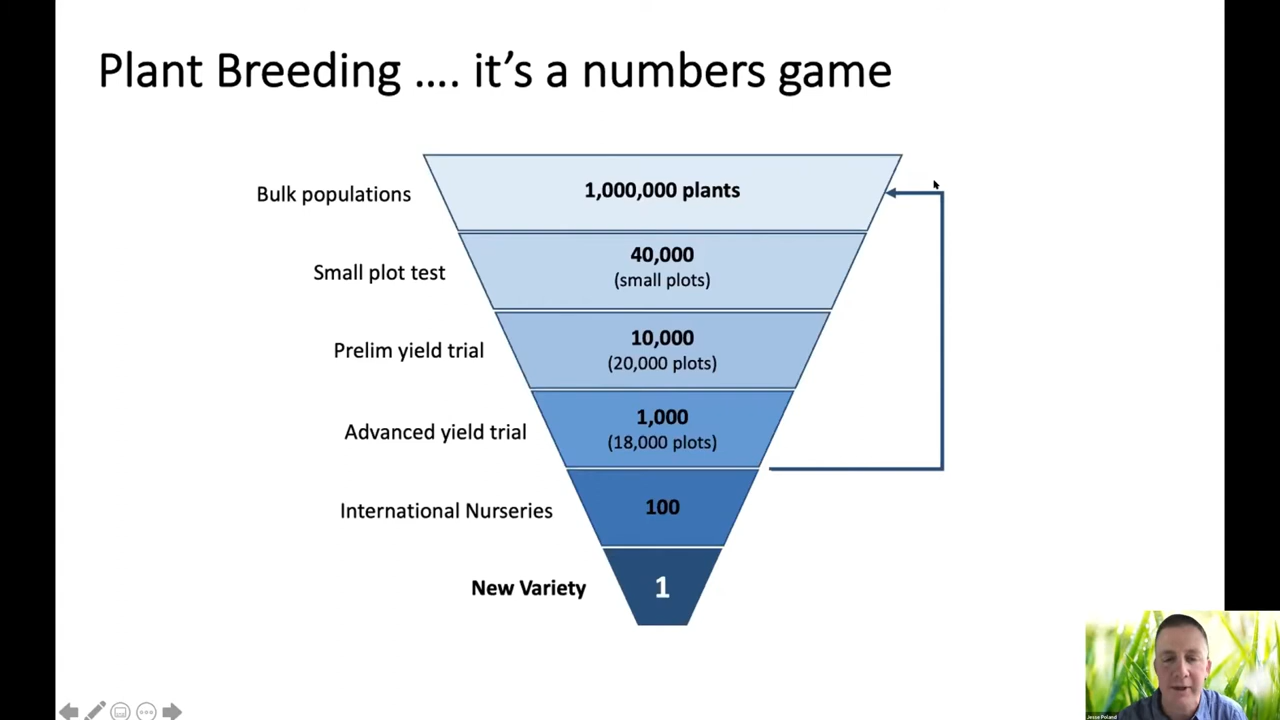 Plant Breeding .... it's a numbers game
Bulk populations
1,000,000 plants
Small plot test
40,000
(small plots)
Prelim yield trial
10,000
(20,000 plots)
Advanced yield trial
1,000
(18,000 plots)
International Nurseries
100
New Variety
1
Jesse Poland